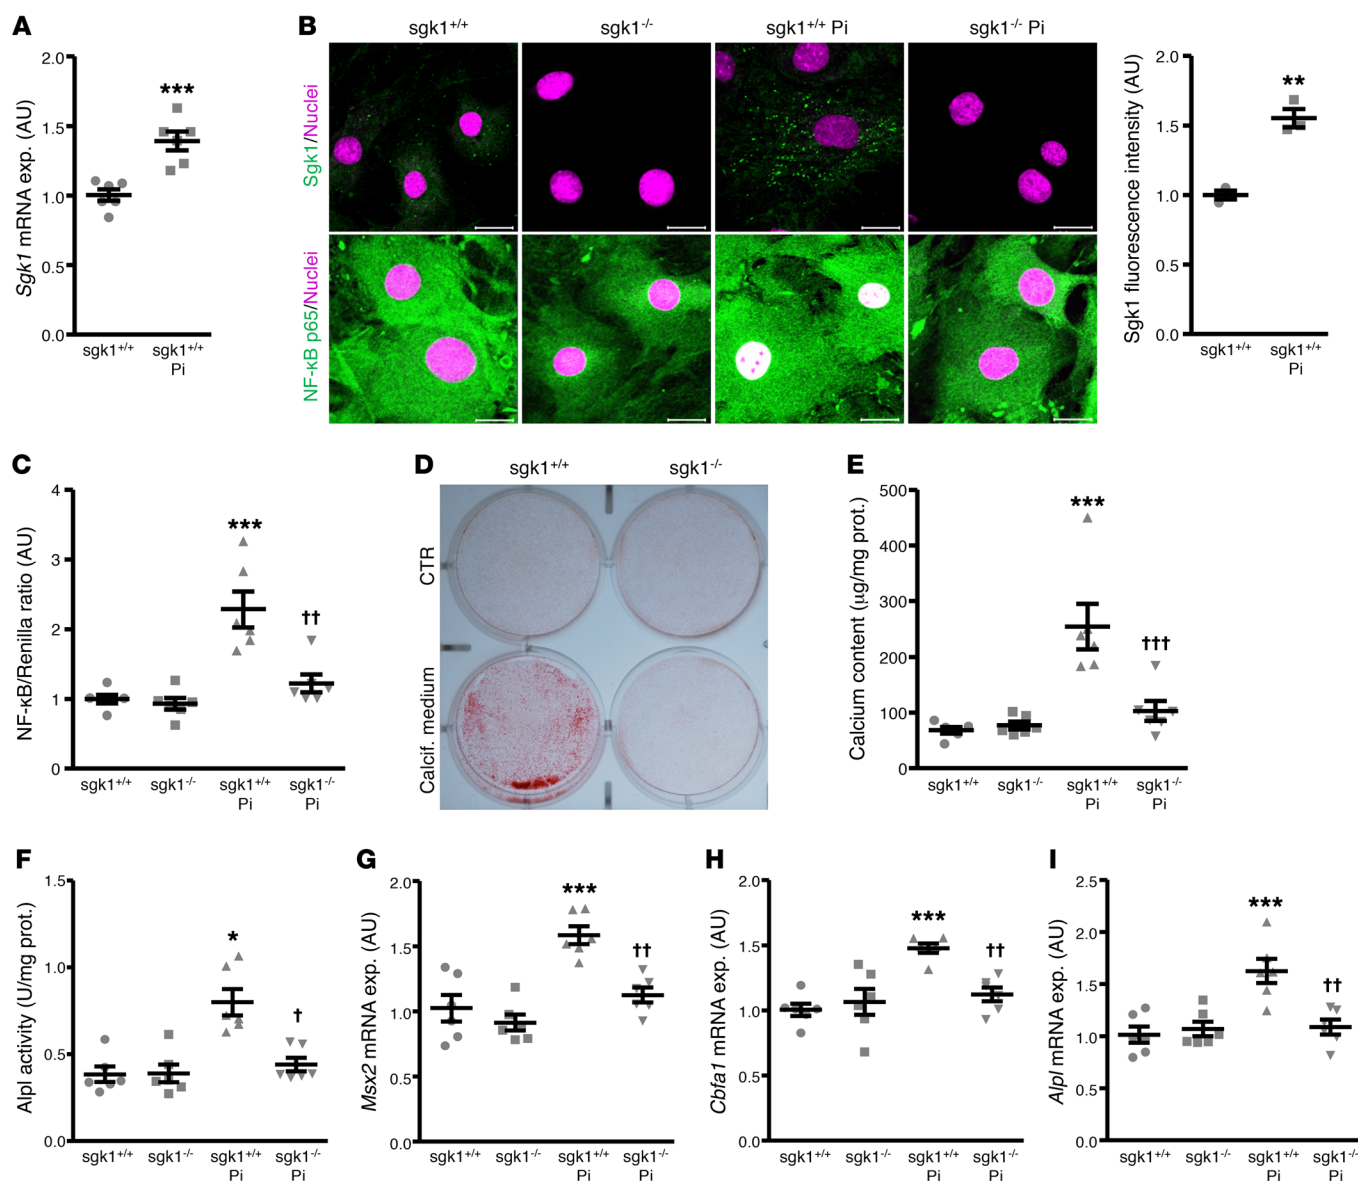 A
Sgk1 mRNA exp. (AU)
2.0
1.5
1.0
0.5
0.0
***
sgk1+/+
sgk1+/+
Pi
B
sgk1+/+
sgk1-/-
sgk1+/+ Pi
sgk1-/- Pi
Sgk1/Nuclei
NF-κB p65/Nuclei
Sgk1 fluorescence intensity (AU)
2.0
1.5
1.0
0.5
0.0
**
sgk1+/+
sgk1+/+
Pi
C
NF-κB/Renilla ratio (AU)
4
3
2
1
0
***
††
sgk1+/+
sgk1-/-
sgk1+/+
Pi
sgk1-/-
Pi
D
sgk1+/+
sgk1-/-
CTR
Calcif. medium
E
Calcium content (µg/mg prot.)
500
400
300
200
100
0
***
†††
sgk1+/+
sgk1-/-
sgk1+/+
Pi
sgk1-/-
Pi
F
Apl activity (U/mg prot.)
1.5
1.0
0.5
0.0
*
†
sgk1+/+
sgk1-/-
sgk1+/+
Pi
sgk1-/-
Pi
G
Msx2 mRNA exp. (AU)
2.0
1.5
1.0
0.5
0.0
***
††
sgk1+/+
sgk1-/-
sgk1+/+
Pi
sgk1-/-
Pi
H
Cbfa1 mRNA exp. (AU)
2.0
1.5
1.0
0.5
0.0
***
††
sgk1+/+
sgk1-/-
sgk1+/+
Pi
sgk1-/-
Pi
I
Alpl mRNA exp. (AU)
2.5
2.0
1.5
1.0
0.5
0.0
***
††
sgk1+/+
sgk1-/-
sgk1+/+
Pi
sgk1-/-
Pi